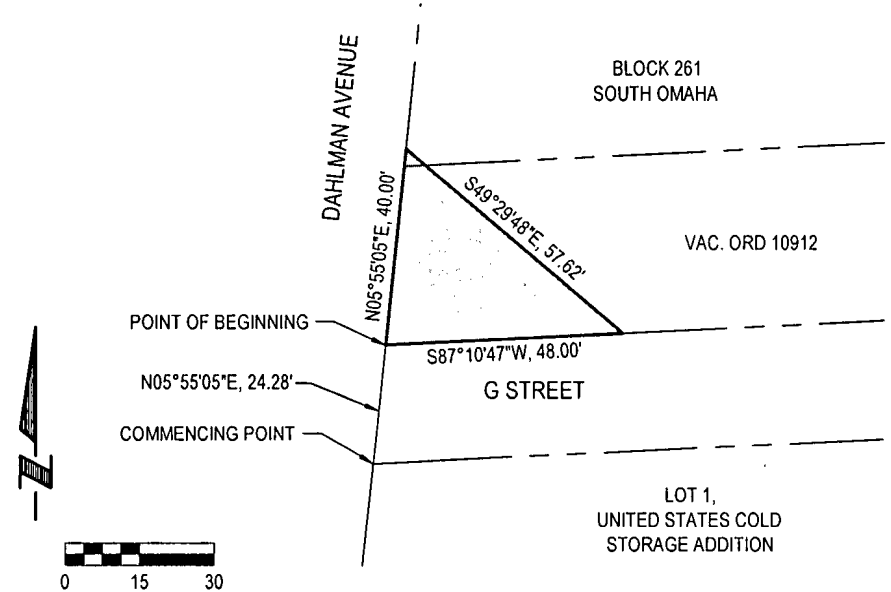 DAHLMAN AVENUE
BLOCK 261
SOUTH OMAHA
N05°55'05"E, 40.00'
S49°29'48"E, 57.62'
VAC. ORD 10912
POINT OF BEGINNING
S87°10'47"W, 48.00'
N05°55'05"E, 24.28'
G STREET
COMMENCING POINT
LOT 1,
UNITED STATES COLD
STORAGE ADDITION
N
0 15 30